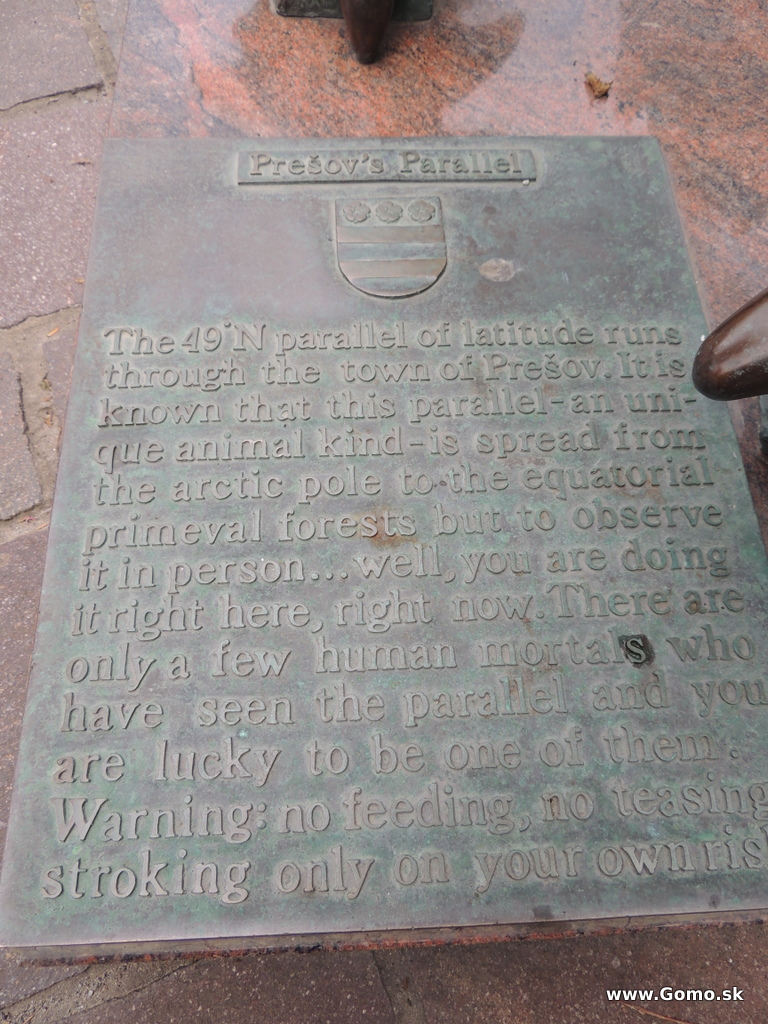 Prešov's Parallel
The 49°N parallel of latitude runs
through the town of Prešov. It is
known that this parallel-an uni-
que animal kind-is spread from
the arctic pole to the equatorial
primeval forests but to observe
it in person... well, you are doing
it right here, right now. There are
only a few human mortals who
have seen the parallel and you
are lucky to be one of them.
Warning: no feeding, no teasing
stroking only on your own ris
www.Gomo.sk